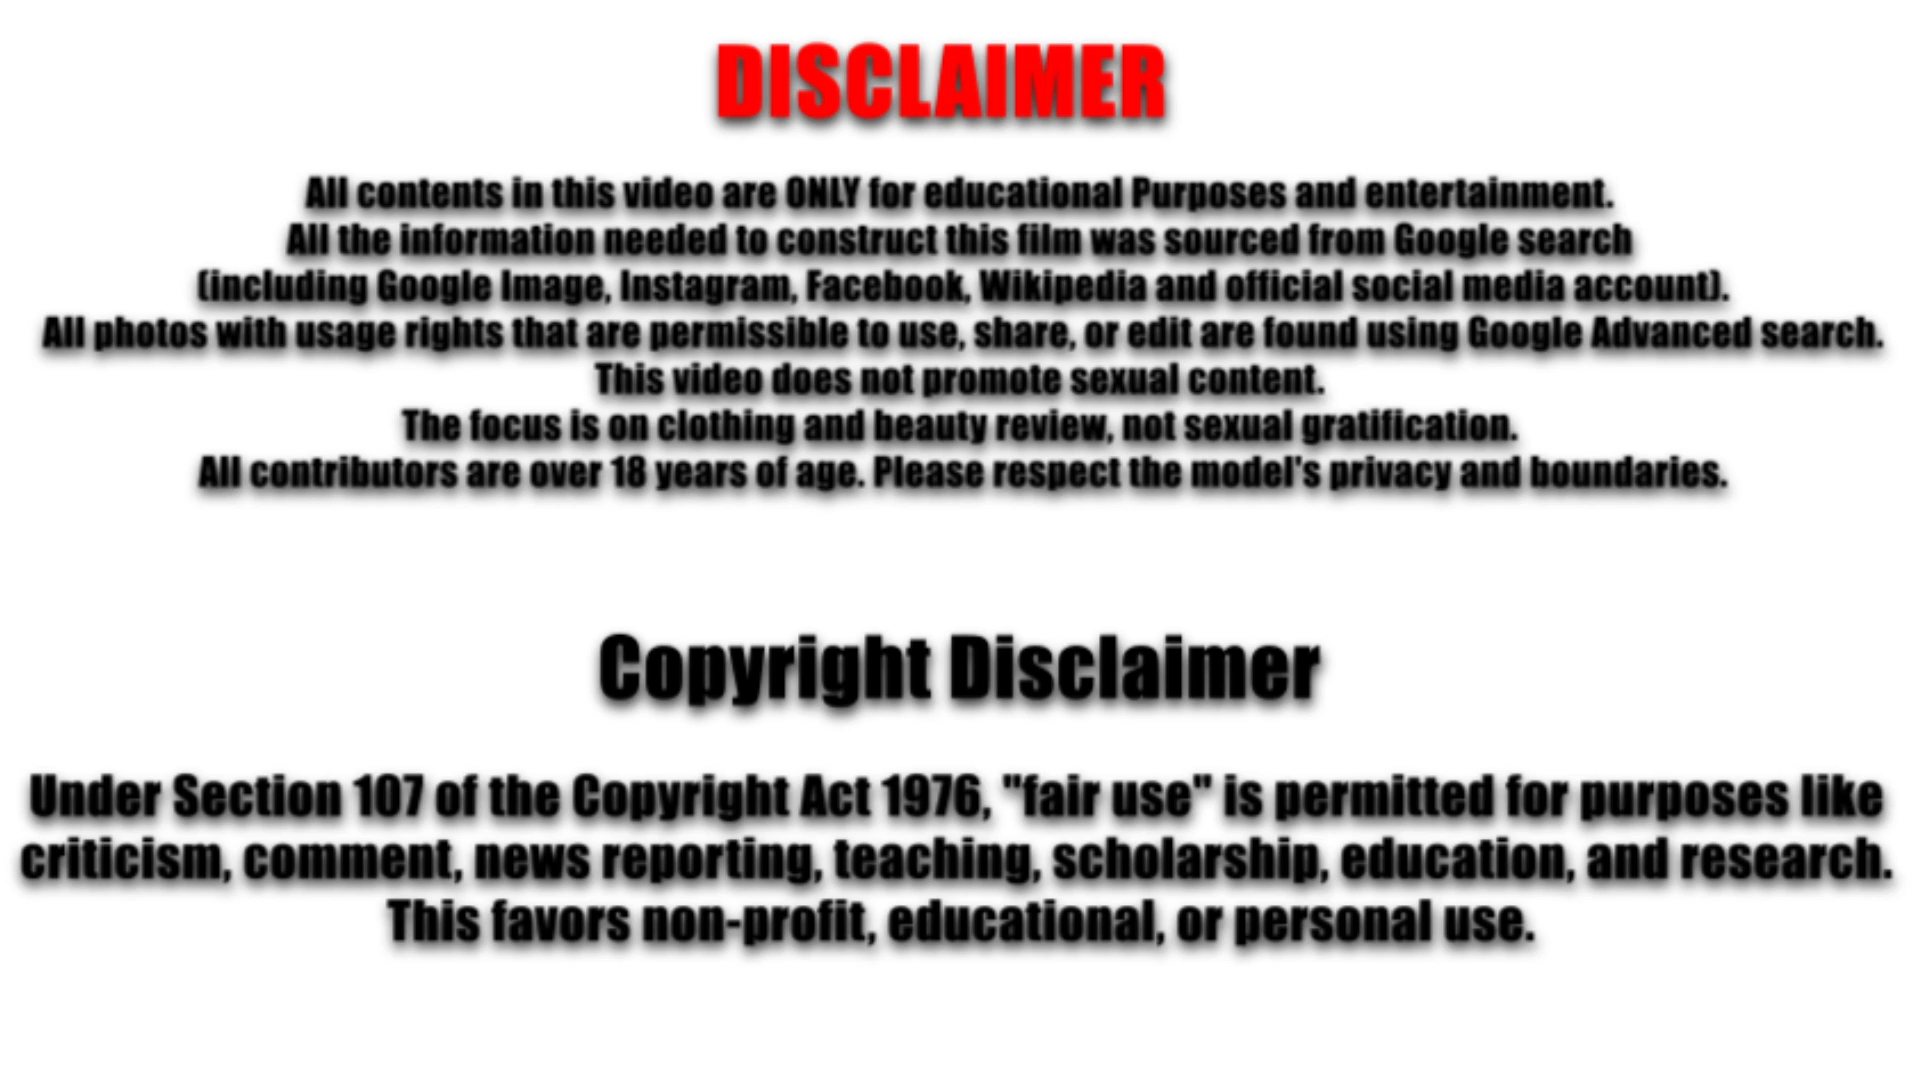 DISCLAIMER
All contents in this video are ONLY for educational Purposes and entertainment.
All the information needed to construct this film was sourced from Google search
(including Google Image, Instagram, Facebook, Wikipedia and official social media account).
All photos with usage rights that are permissible to use, share, or edit are found using Google Advanced search.
This video does not promote sexual content.
The focus is on clothing and beauty review, not sexual gratification.
All contributors are over 18 years of age. Please respect the model's privacy and boundaries.
Copyright Disclaimer
Under Section 107 of the Copyright Act 1976, "fair use" is permitted for purposes like
criticism, comment, news reporting, teaching, scholarship, education, and research.
This favors non-profit, educational, or personal use.